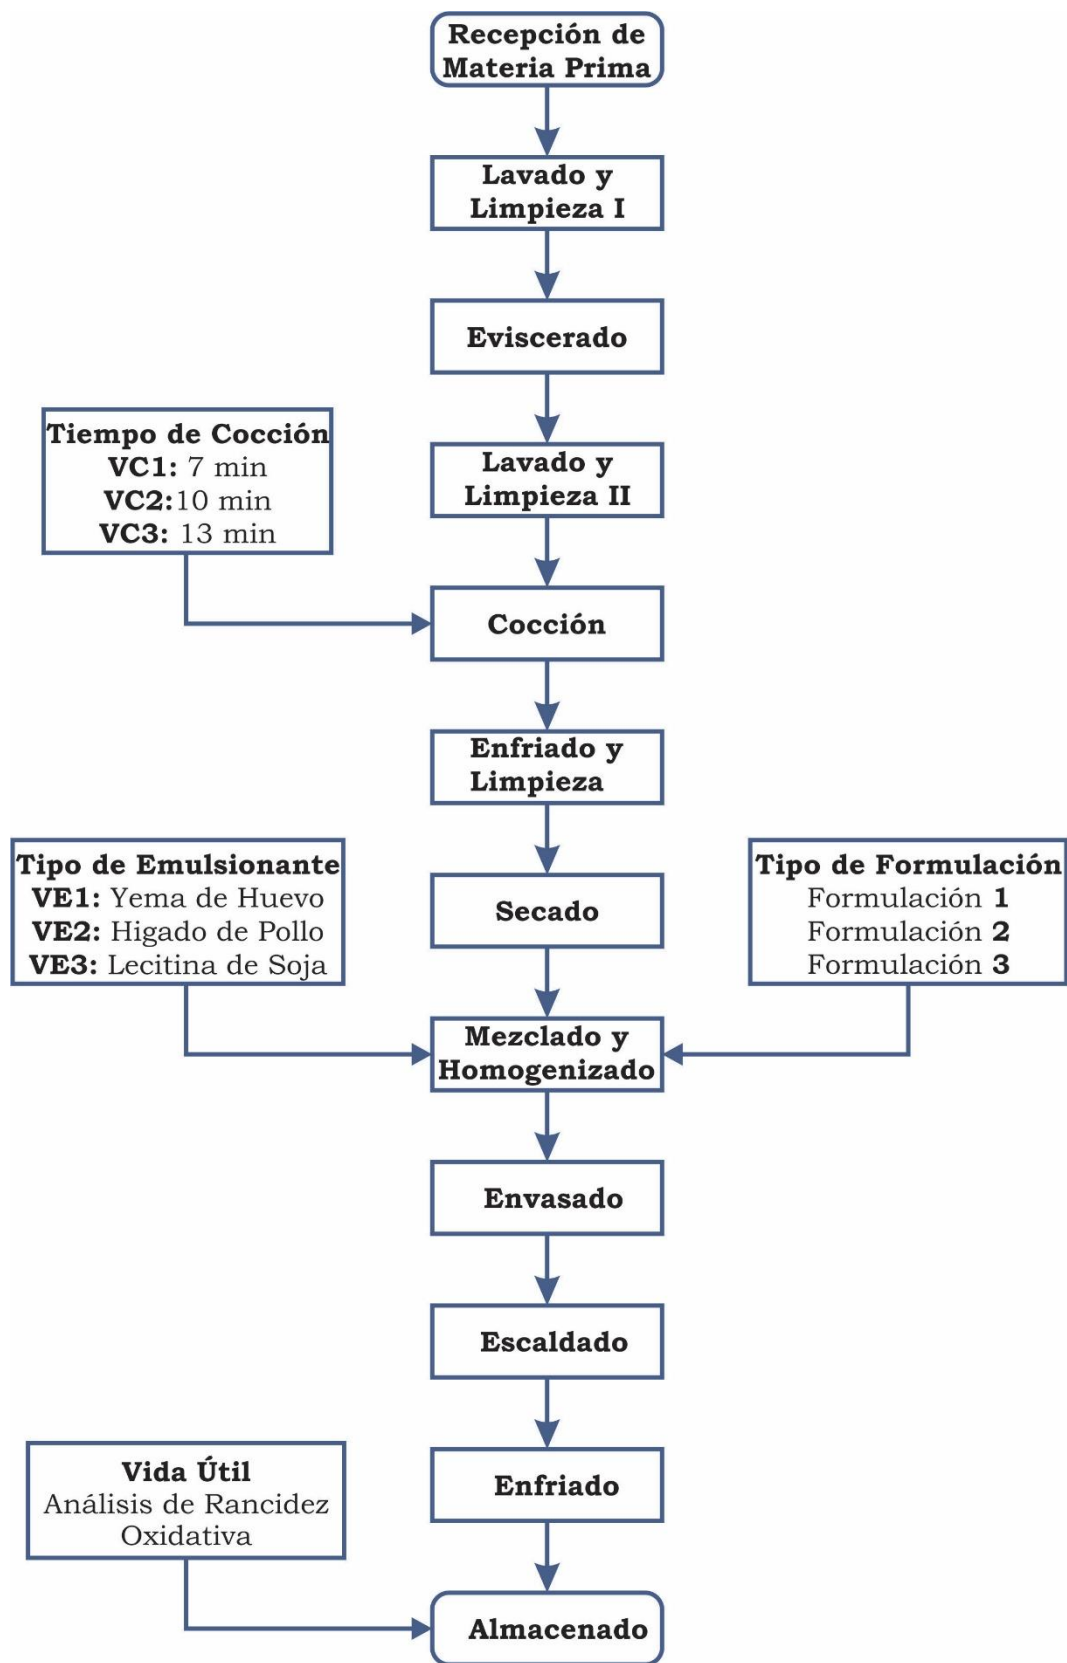 Recepción de
Materia Prima
Lavado y
Limpieza I
Eviscerado
Tiempo de Cocción
VC1: 7 min
VC2:10 min
VC3: 13 min
Lavado y
Limpieza II
Cocción
Enfriado y
Limpieza
Tipo de Emulsionante
VE1: Yema de Huevo
VE2: Higado de Pollo
VE3: Lecitina de Soja
Secado
Tipo de Formulación
Formulación 1
Formulación 2
Formulación 3
Mezclado y
Homogenizado
Envasado
Escaldado
Vida Útil
Análisis de Rancidez
Oxidativa
Enfriado
Almacenado